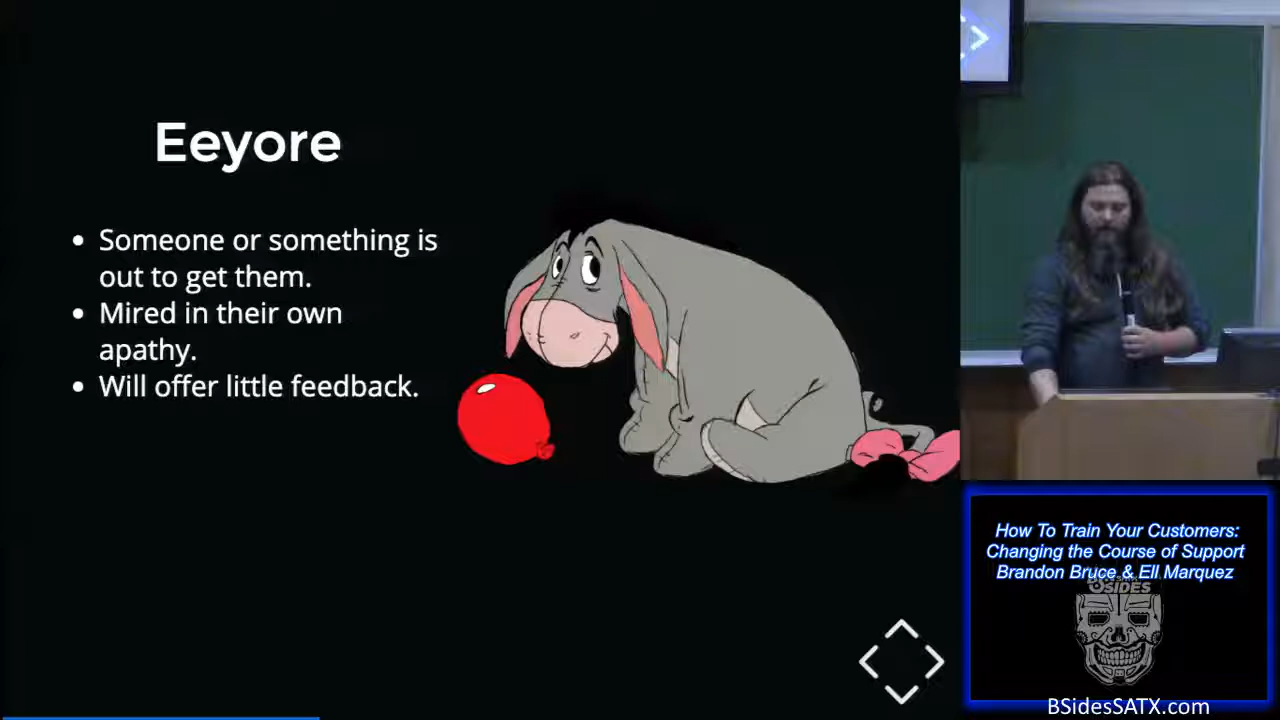 Eeyore
Someone or something is
out to get them.
Mired in their own
apathy.
Will offer little feedback.
How To Train Your Customers:
Changing the Course of Support
Brandon Bruce & Ell Marquez
BSIDES
BSidesSATX.com